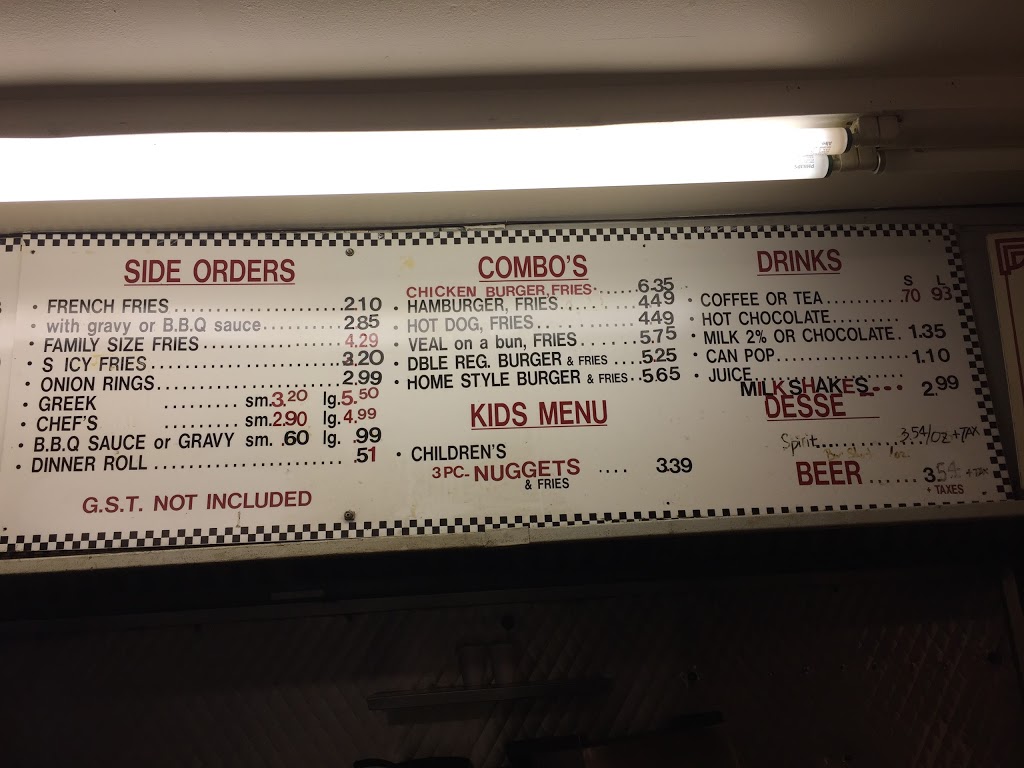 SIDE ORDERS
• FRENCH FRIES ..................... 2.10
• with gravy or B.B.Q sauce ............ 2.85
• FAMILY SIZE FRIES ................. 4.29
• S ICY FRIES ........................ 3.20
• ONION RINGS ....................... 2.99
• GREEK ......... sm. 3.20 lg. 5.50
• CHEF'S ......... sm. 2.90 lg. 4.99
• B.B.Q SAUCE or GRAVY sm. .60 lg. .99
• DINNER ROLL ....................... .51
G.S.T. NOT INCLUDED
COMBO'S
CHICKEN BURGER, FRIES ...... 6.35
• HAMBURGER, FRIES ............ 4.49
• HOT DOG, FRIES ............... 4.49
• VEAL on a bun, FRIES ....... 5.75
• DBLE REG. BURGER & FRIES .... 5.25
• HOME STYLE BURGER & FRIES .. 5.65
KIDS MENU
• CHILDREN'S
3 PC- NUGGETS .... 3.39
& FRIES
DRINKS
S L
• COFFEE OR TEA .......... .70 93
• HOT CHOCOLATE .........
• MILK 2% OR CHOCOLATE . 1.35
• CAN POP ................. 1.10
• JUICE ..................
MILKSHAKES --- 2.99
DESSE
Spirit ........ 3.54/oz + TAX
BEER ...... 3.54 + TAX
+ TAXES